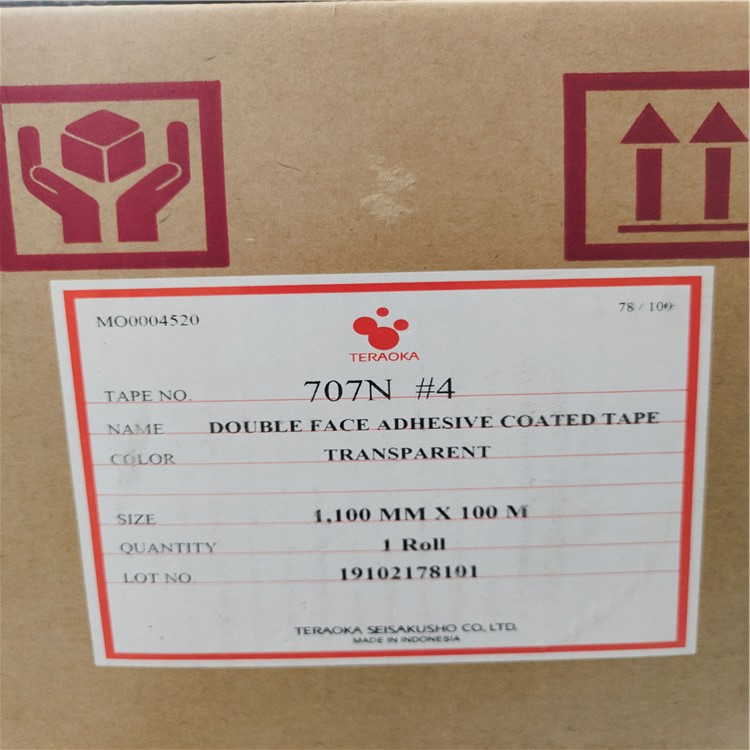 MO0004520
78 / 100
TERAOKA
TAPE NO. 707N #4
NAME DOUBLE FACE ADHESIVE COATED TAPE
COLOR TRANSPARENT
SIZE 1,100 MM X 100 M
QUANTITY 1 Roll
LOT NO. 19102178101
TERAOKA SEISAKUSHO CO., LTD.
MADE IN INDONESIA